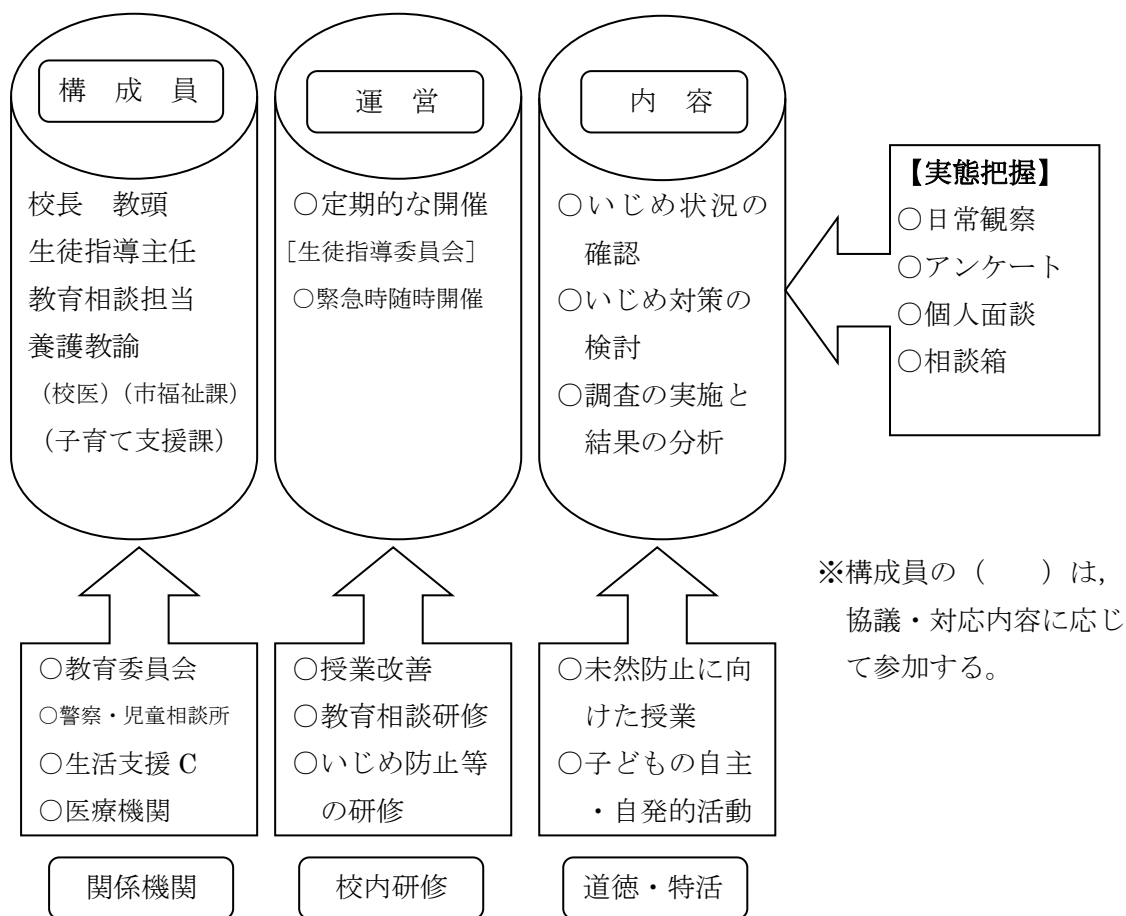 構 成 員
校長 教頭
生徒指導主任
教育相談担当
養護教諭
（校医）（市福祉課）
（子育て支援課）
運 営
○定期的な開催
［生徒指導委員会］
○緊急時随時開催
内 容
○いじめ状況の
確認
○いじめ対策の
検討
○調査の実施と
結果の分析
【実態把握】
○日常観察
○アンケート
○個人面談
○相談箱
※構成員の（　　）は，
協議・対応内容に応じ
て参加する。
○教育委員会
○警察・児童相談所
○生活支援 C
○医療機関
関係機関
○授業改善
○教育相談研修
○いじめ防止等
の研修
校内研修
○未然防止に向
けた授業
○子どもの自主
・自発的活動
道徳・特活